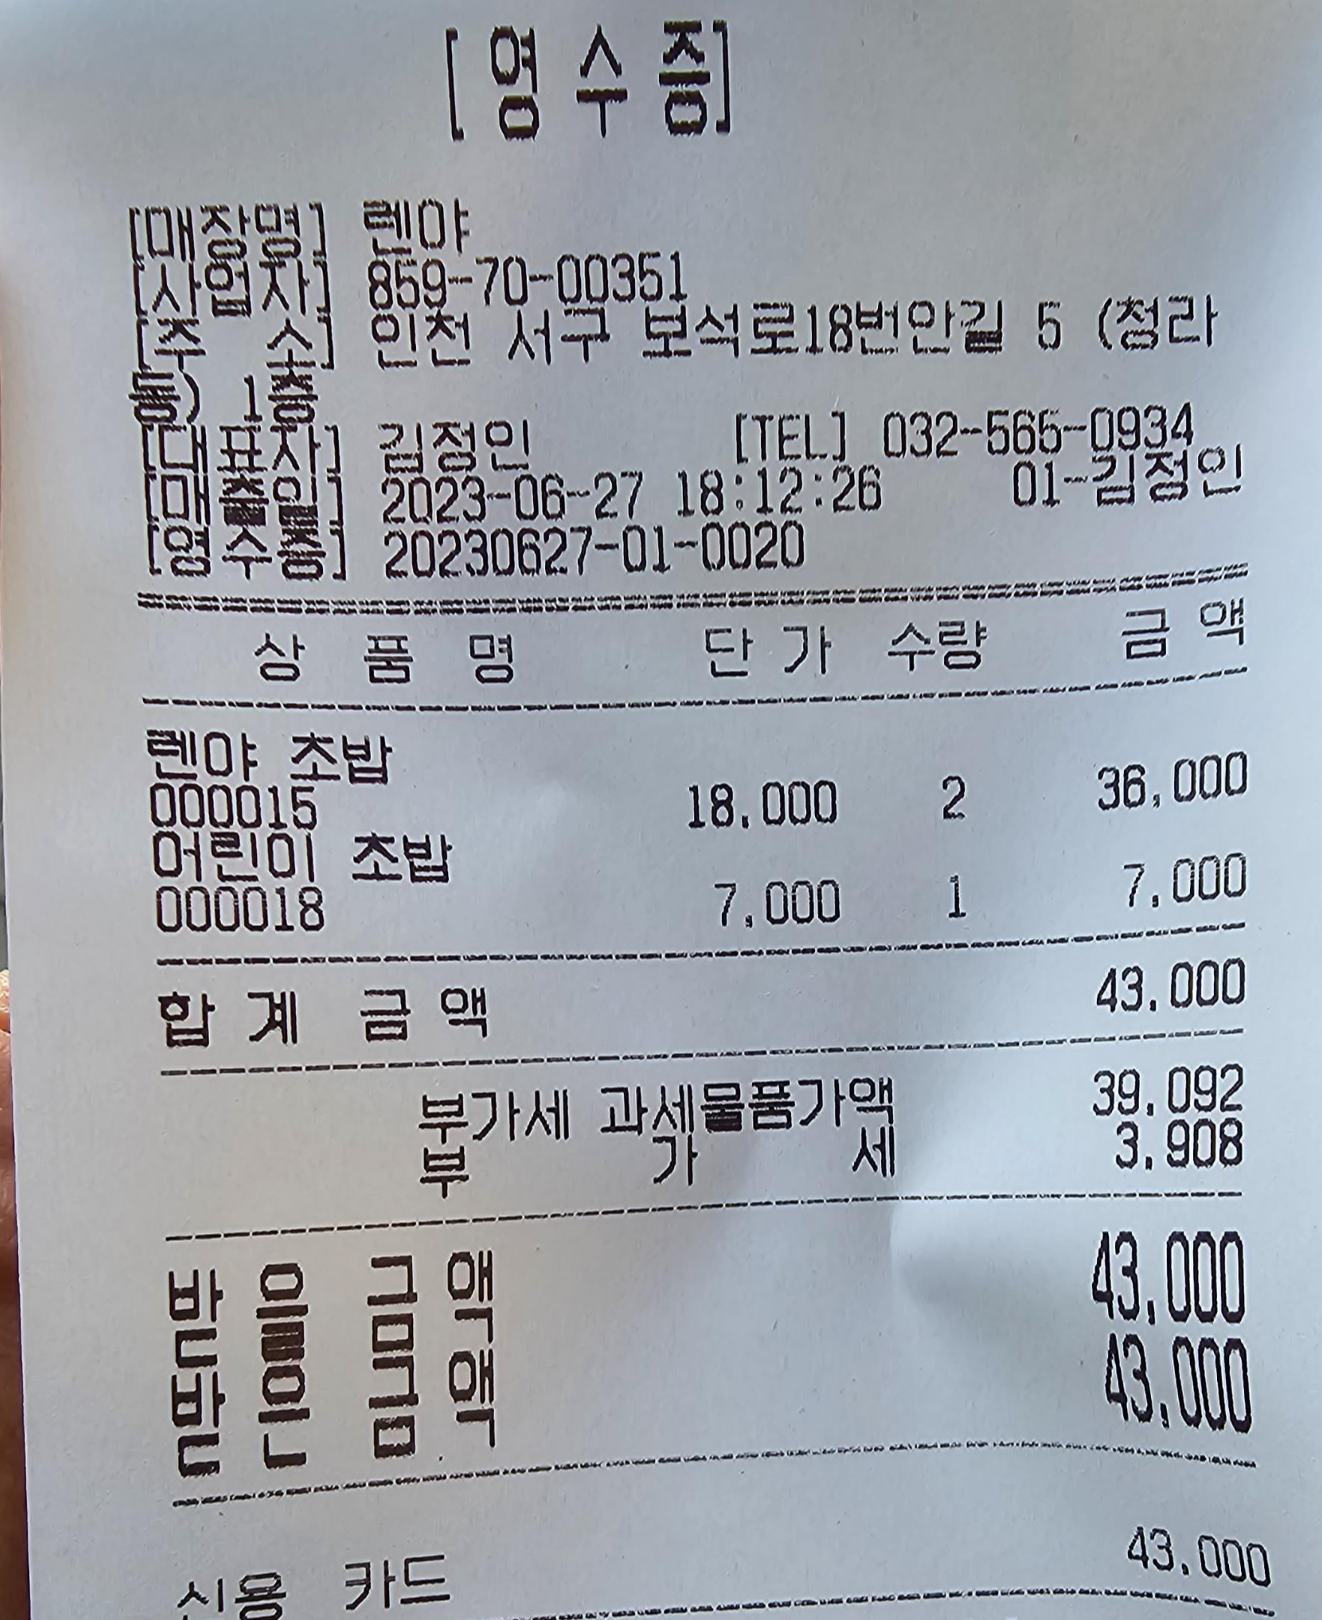 [영수증]
[매장명] 렌야
[사업자] 859-70-00351
[주 소] 인천 서구 보석로18번안길 5 (청라
동) 1층
[대표자] 김정인 [TEL] 032-565-0934
[매출일] 2023-06-27 18:12:26 01-김정인
[영수증] 20230627-01-0020
상 품 명 단 가 수량 금 액
렌야 초밥
000015 18,000 2 36,000
어린이 초밥
000018 7,000 1 7,000
합 계 금 액 43,000
부가세 과세물품가액 39,092
부 가 세 3,908
받 을 금 액 43,000
받 은 금 액 43,000
신용 카드 43,000